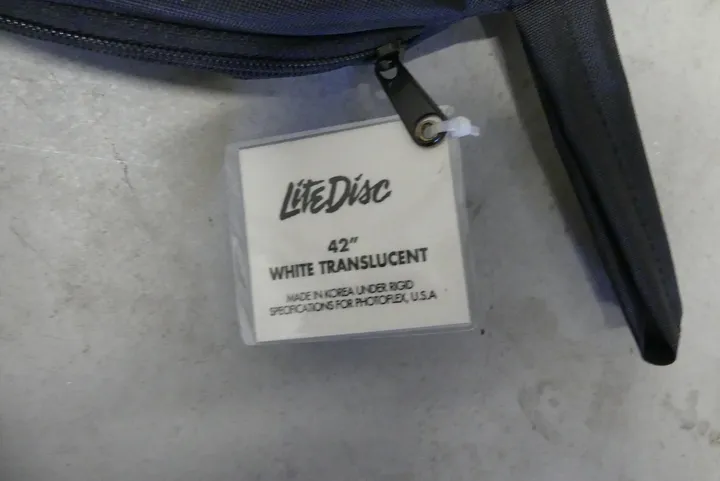 LiteDisc
42"
WHITE TRANSLUCENT
MADE IN KOREA UNDER RIGID
SPECIFICATIONS FOR PHOTOFLEX, U.S.A